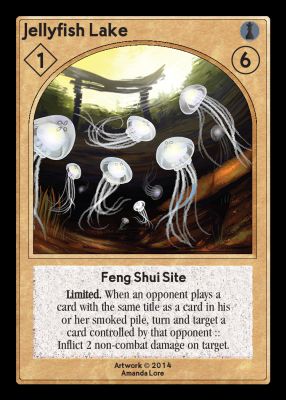 Jellyfish Lake
1
6
Feng Shui Site
Limited. When an opponent plays a
card with the same title as a card in his
or her smoked pile, turn and target a
card controlled by that opponent ::
Inflict 2 non-combat damage on target.
Artwork © 2014
Amanda Lore